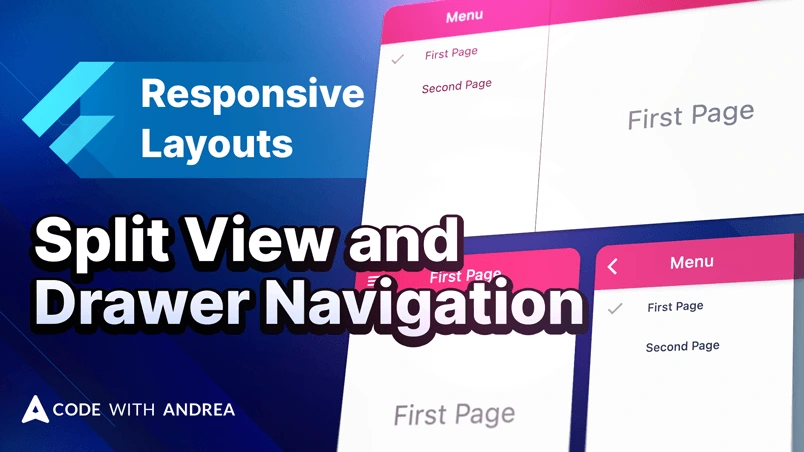 Responsive
Layouts
Split View and
Drawer Navigation
CODE WITH ANDREA
Menu
First Page
Second Page
First Page
First Page
First Page
Menu
First Page
Second Page